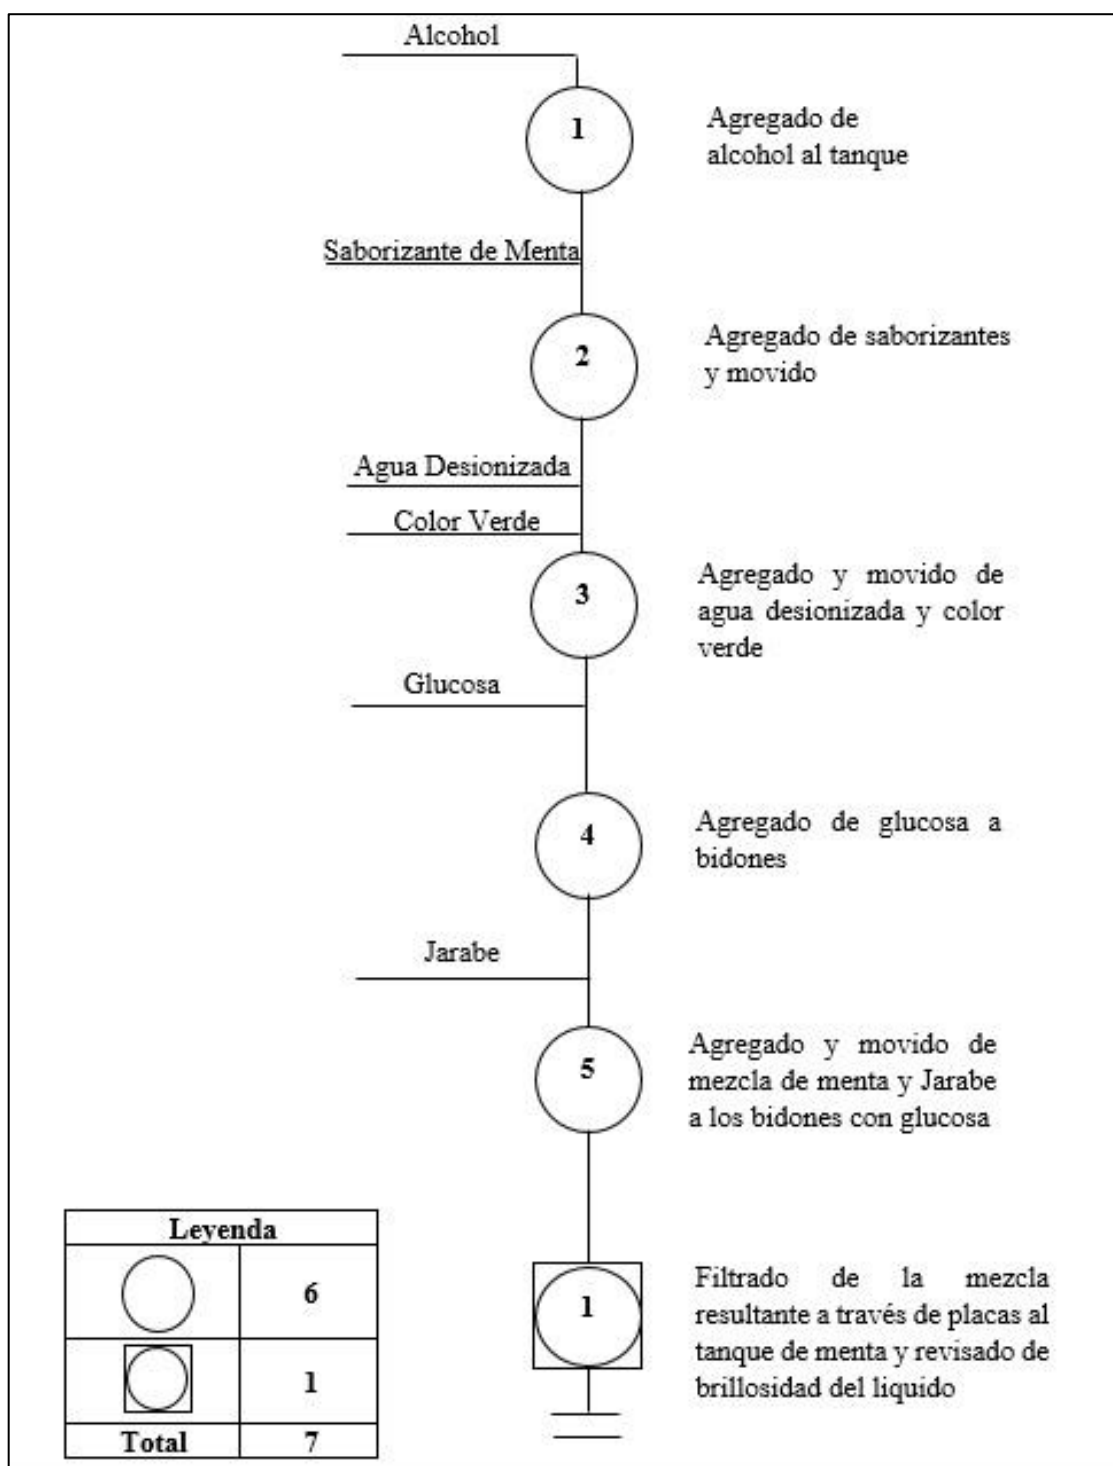 Alcohol
1
Agregado de
alcohol al tanque
Saborizante de Menta
2
Agregado de saborizantes
y movido
Agua Desionizada
Color Verde
3
Agregado y movido de
agua desionizada y color
verde
Glucosa
4
Agregado de glucosa a
bidones
Jarabe
5
Agregado y movido de
mezcla de menta y Jarabe
a los bidones con glucosa
1
Filtrado de la mezcla
resultante a través de placas al
tanque de menta y revisado de
brillosidad del liquido
Leyenda
6
1
Total 7